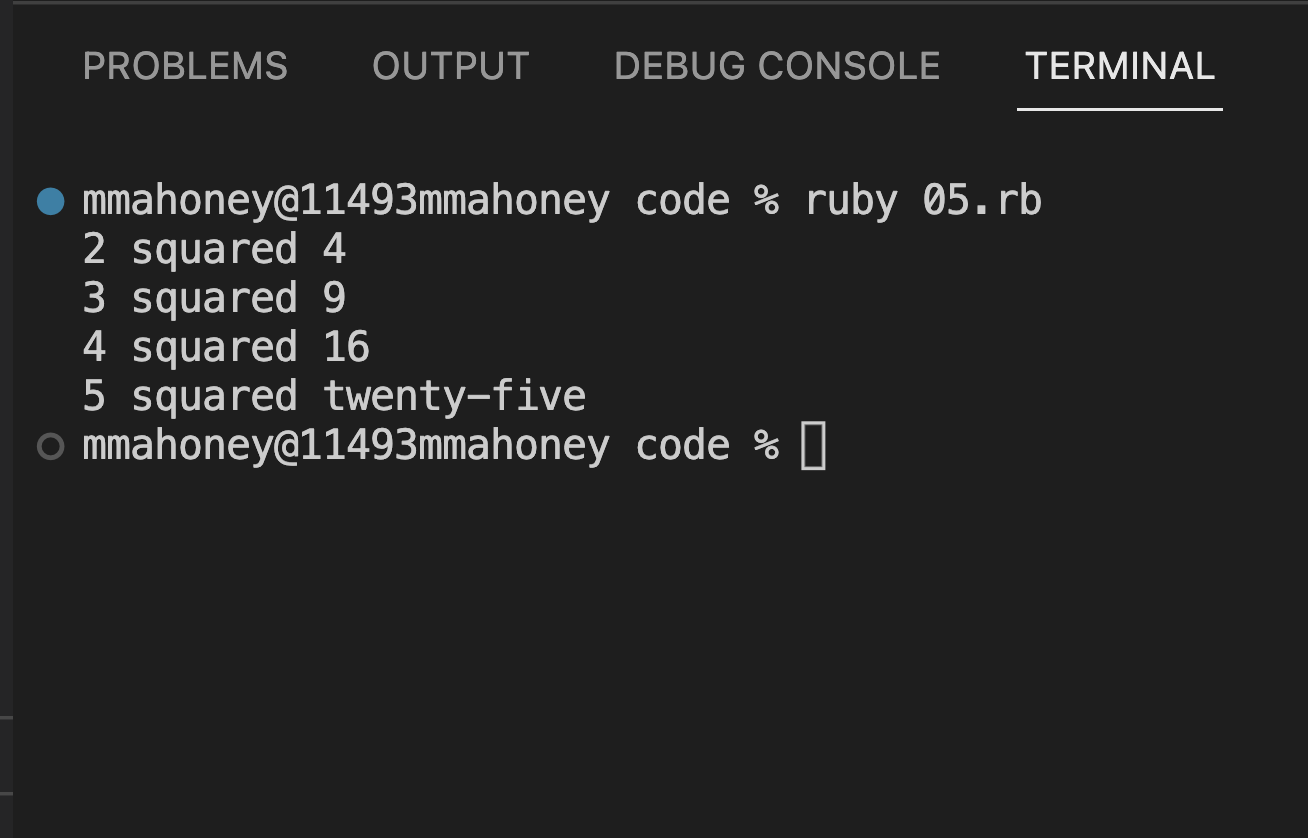 PROBLEMS OUTPUT DEBUG CONSOLE TERMINAL
mmahoney@11493mmahoney code % ruby 05.rb
2 squared 4
3 squared 9
4 squared 16
5 squared twenty-five
mmahoney@11493mmahoney code %